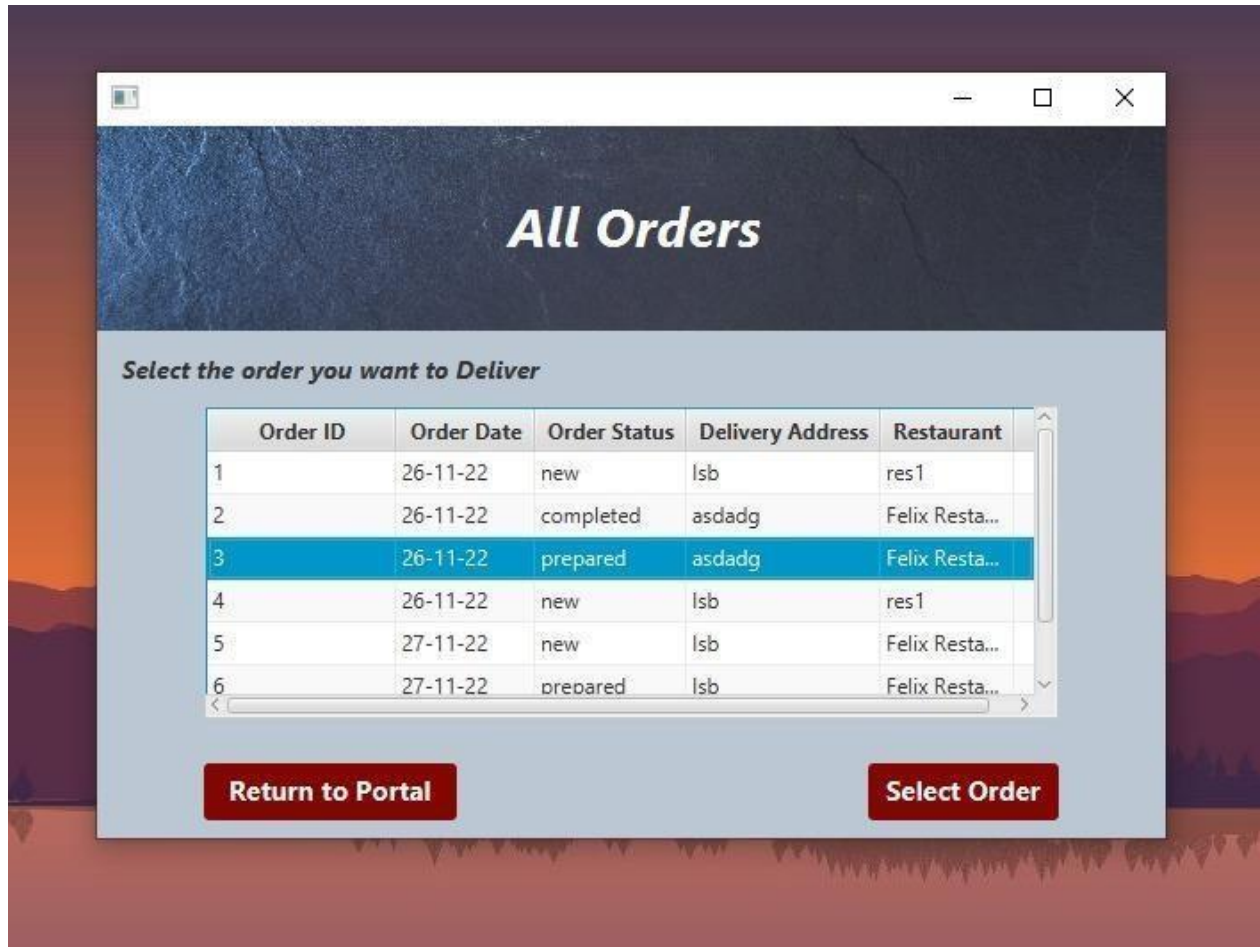 All Orders
Select the order you want to Deliver
Order ID Order Date Order Status Delivery Address Restaurant
1 26-11-22 new Isb res1
2 26-11-22 completed asdadg Felix Resta...
3 26-11-22 prepared asdadg Felix Resta...
4 26-11-22 new Isb res1
5 27-11-22 new Isb Felix Resta...
6 27-11-22 prepared Isb Felix Resta...
Return to Portal Select Order